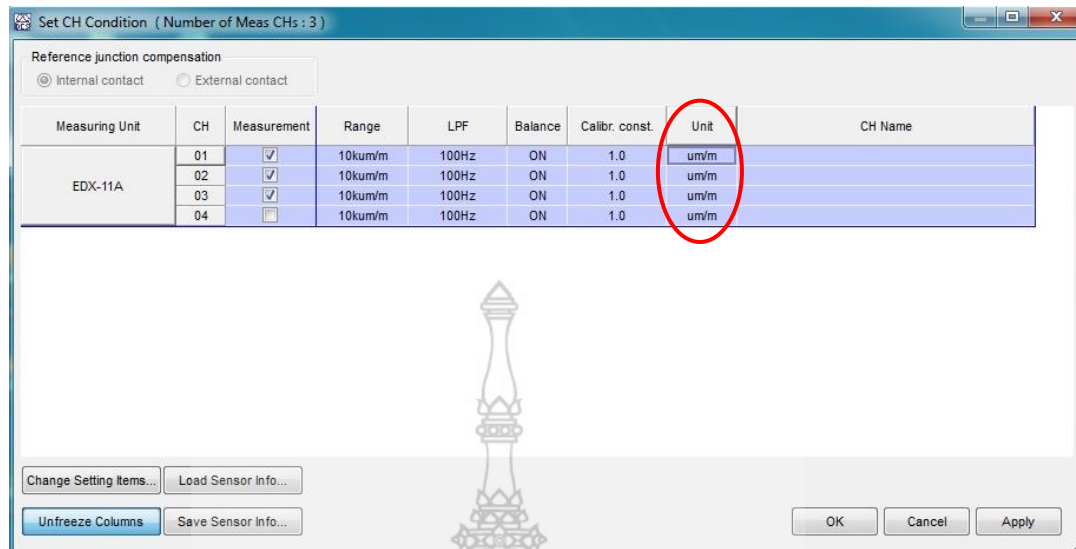 Set CH Condition ( Number of Meas CHs : 3 )
Reference junction compensation
Internal contact External contact
Measuring Unit CH Measurement Range LPF Balance Calibr. const. Unit CH Name
EDX-11A
01 10kum/m 100Hz ON 1.0 um/m
02 10kum/m 100Hz ON 1.0 um/m
03 10kum/m 100Hz ON 1.0 um/m
04 10kum/m 100Hz ON 1.0 um/m
Change Setting Items... Load Sensor Info...
Unfreeze Columns Save Sensor Info... OK Cancel Apply